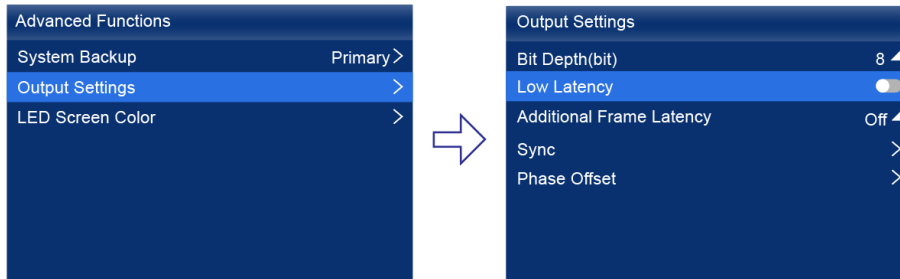 Advanced Functions
System Backup Primary
Output Settings
LED Screen Color
Output Settings
Bit Depth(bit) 8
Low Latency
Additional Frame Latency Off
Sync
Phase Offset